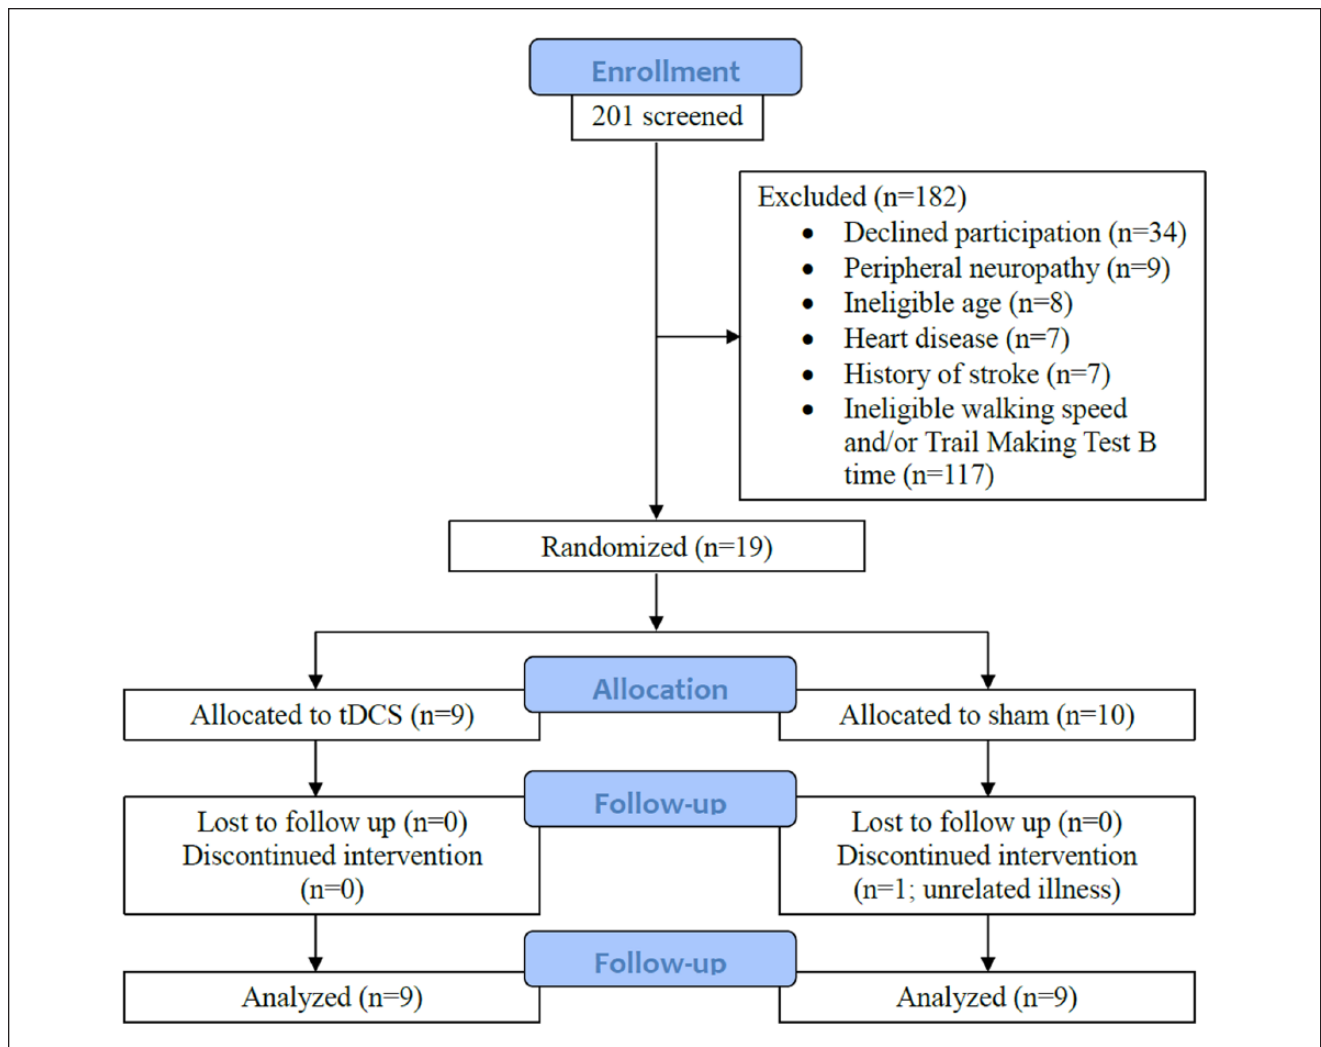 Enrollment
201 screened
Excluded (n=182)
• Declined participation (n=34)
• Peripheral neuropathy (n=9)
• Ineligible age (n=8)
• Heart disease (n=7)
• History of stroke (n=7)
• Ineligible walking speed
and/or Trail Making Test B
time (n=117)
Randomized (n=19)
Allocation
Allocated to tDCS (n=9)
Allocated to sham (n=10)
Follow-up
Lost to follow up (n=0)
Discontinued intervention
(n=0)
Lost to follow up (n=0)
Discontinued intervention
(n=1; unrelated illness)
Follow-up
Analyzed (n=9)
Analyzed (n=9)